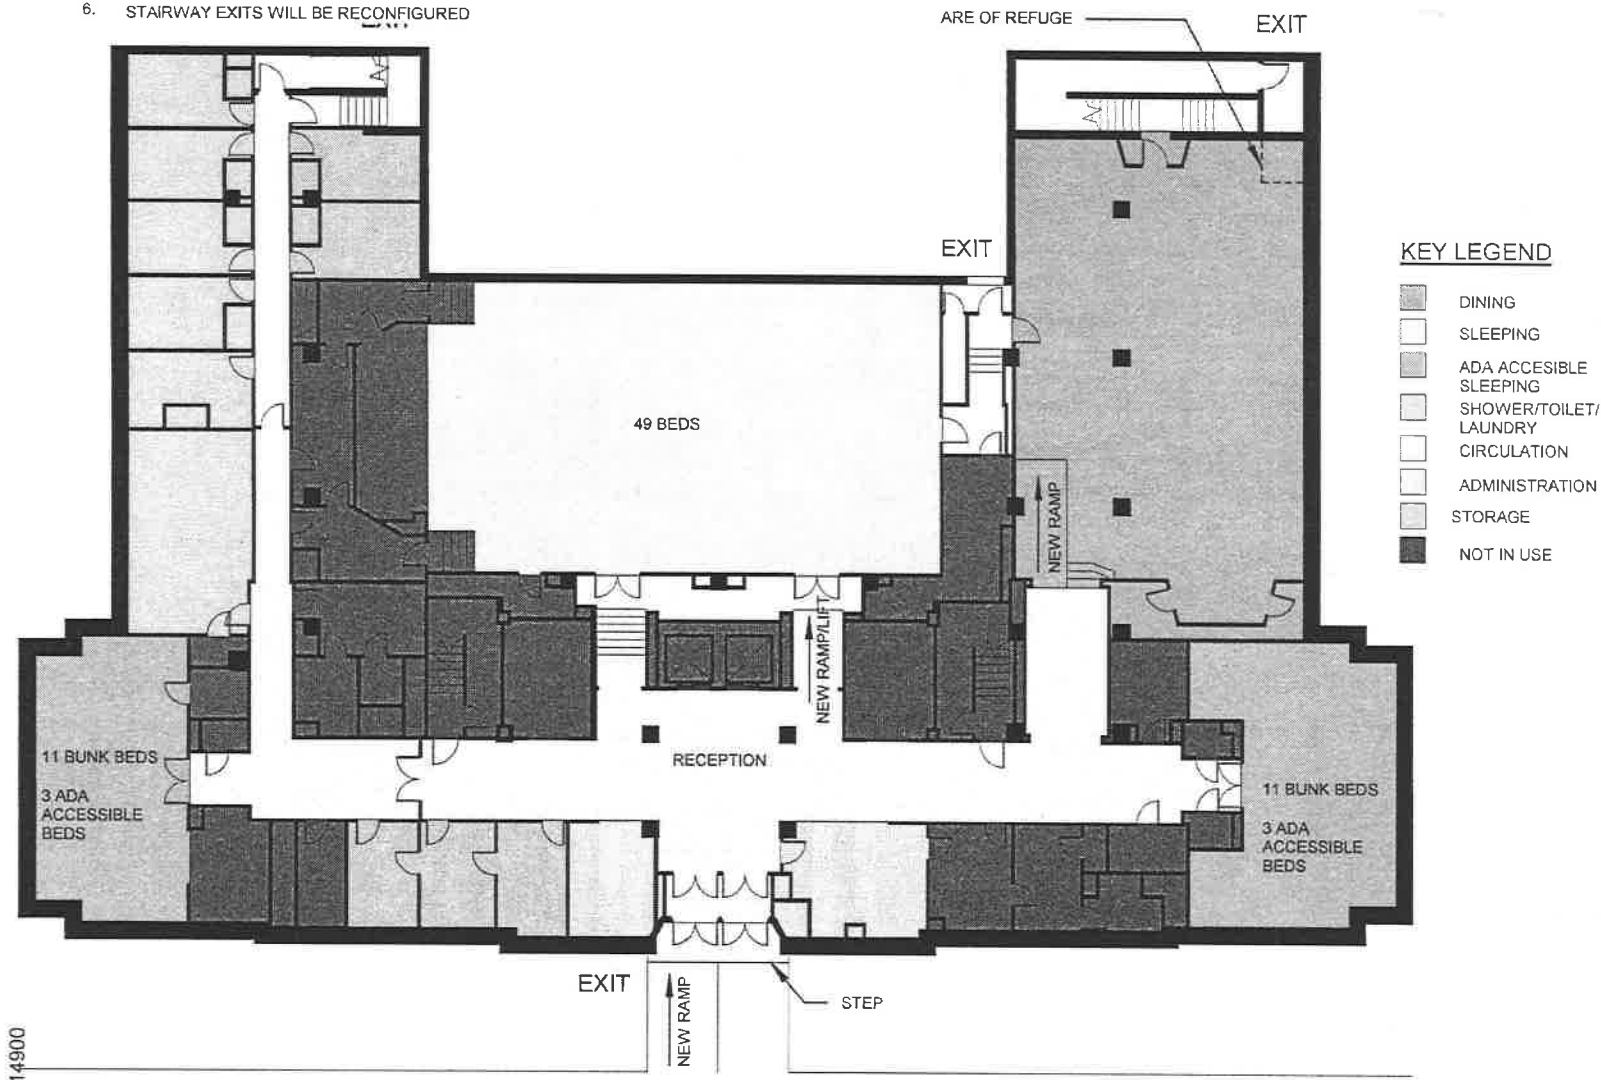 6. STAIRWAY EXITS WILL BE RECONFIGURED
ARE OF REFUGE
EXIT
EXIT
KEY LEGEND
DINING
SLEEPING
ADA ACCESIBLE
SLEEPING
SHOWER/TOILET/
LAUNDRY
CIRCULATION
ADMINISTRATION
STORAGE
NOT IN USE
49 BEDS
NEW RAMP
NEW RAMP/LIFT
RECEPTION
11 BUNK BEDS
3 ADA
ACCESSIBLE
BEDS
11 BUNK BEDS
3 ADA
ACCESSIBLE
BEDS
EXIT
NEW RAMP
STEP
14900